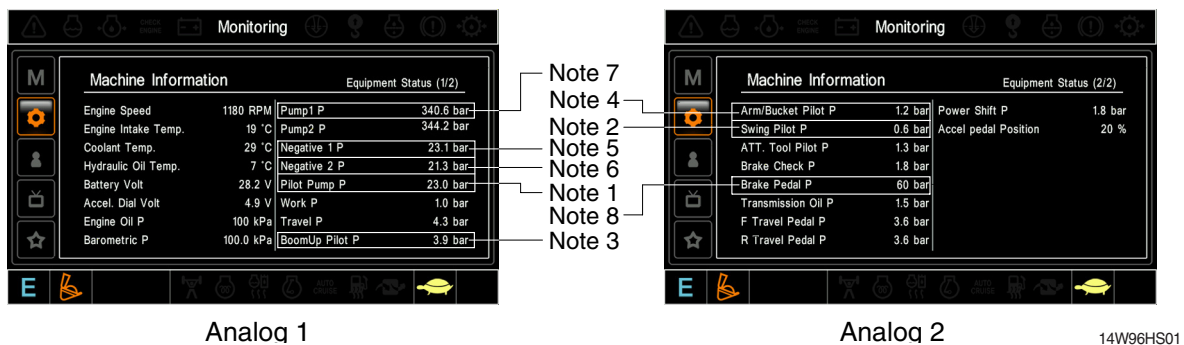 CHECK ENGINE
Monitoring
M
Machine Information
Equipment Status (1/2)
Engine Speed 1180 RPM
Engine Intake Temp. 19 ˚C
Coolant Temp. 29 ˚C
Hydraulic Oil Temp. 7 ˚C
Battery Volt 28.2 V
Accel. Dial Volt 4.9 V
Engine Oil P 100 kPa
Barometric P 100.0 kPa
Pump1 P 340.6 bar
Pump2 P 344.2 bar
Negative 1 P 23.1 bar
Negative 2 P 21.3 bar
Pilot Pump P 23.0 bar
Work P 1.0 bar
Travel P 4.3 bar
BoomUp Pilot P 3.9 bar
E
AUTO CRUISE
Analog 1
Note 7
Note 4
Note 2
Note 5
Note 6
Note 1
Note 8
Note 3
CHECK ENGINE
Monitoring
M
Machine Information
Equipment Status (2/2)
Arm/Bucket Pilot P 1.2 bar
Swing Pilot P 0.6 bar
ATT. Tool Pilot P 1.3 bar
Brake Check P 1.8 bar
Brake Pedal P 60 bar
Transmission Oil P 1.5 bar
F Travel Pedal P 3.6 bar
R Travel Pedal P 3.6 bar
Power Shift P 1.8 bar
Accel pedal Position 20 %
E
AUTO CRUISE
Analog 2
14W96HS01